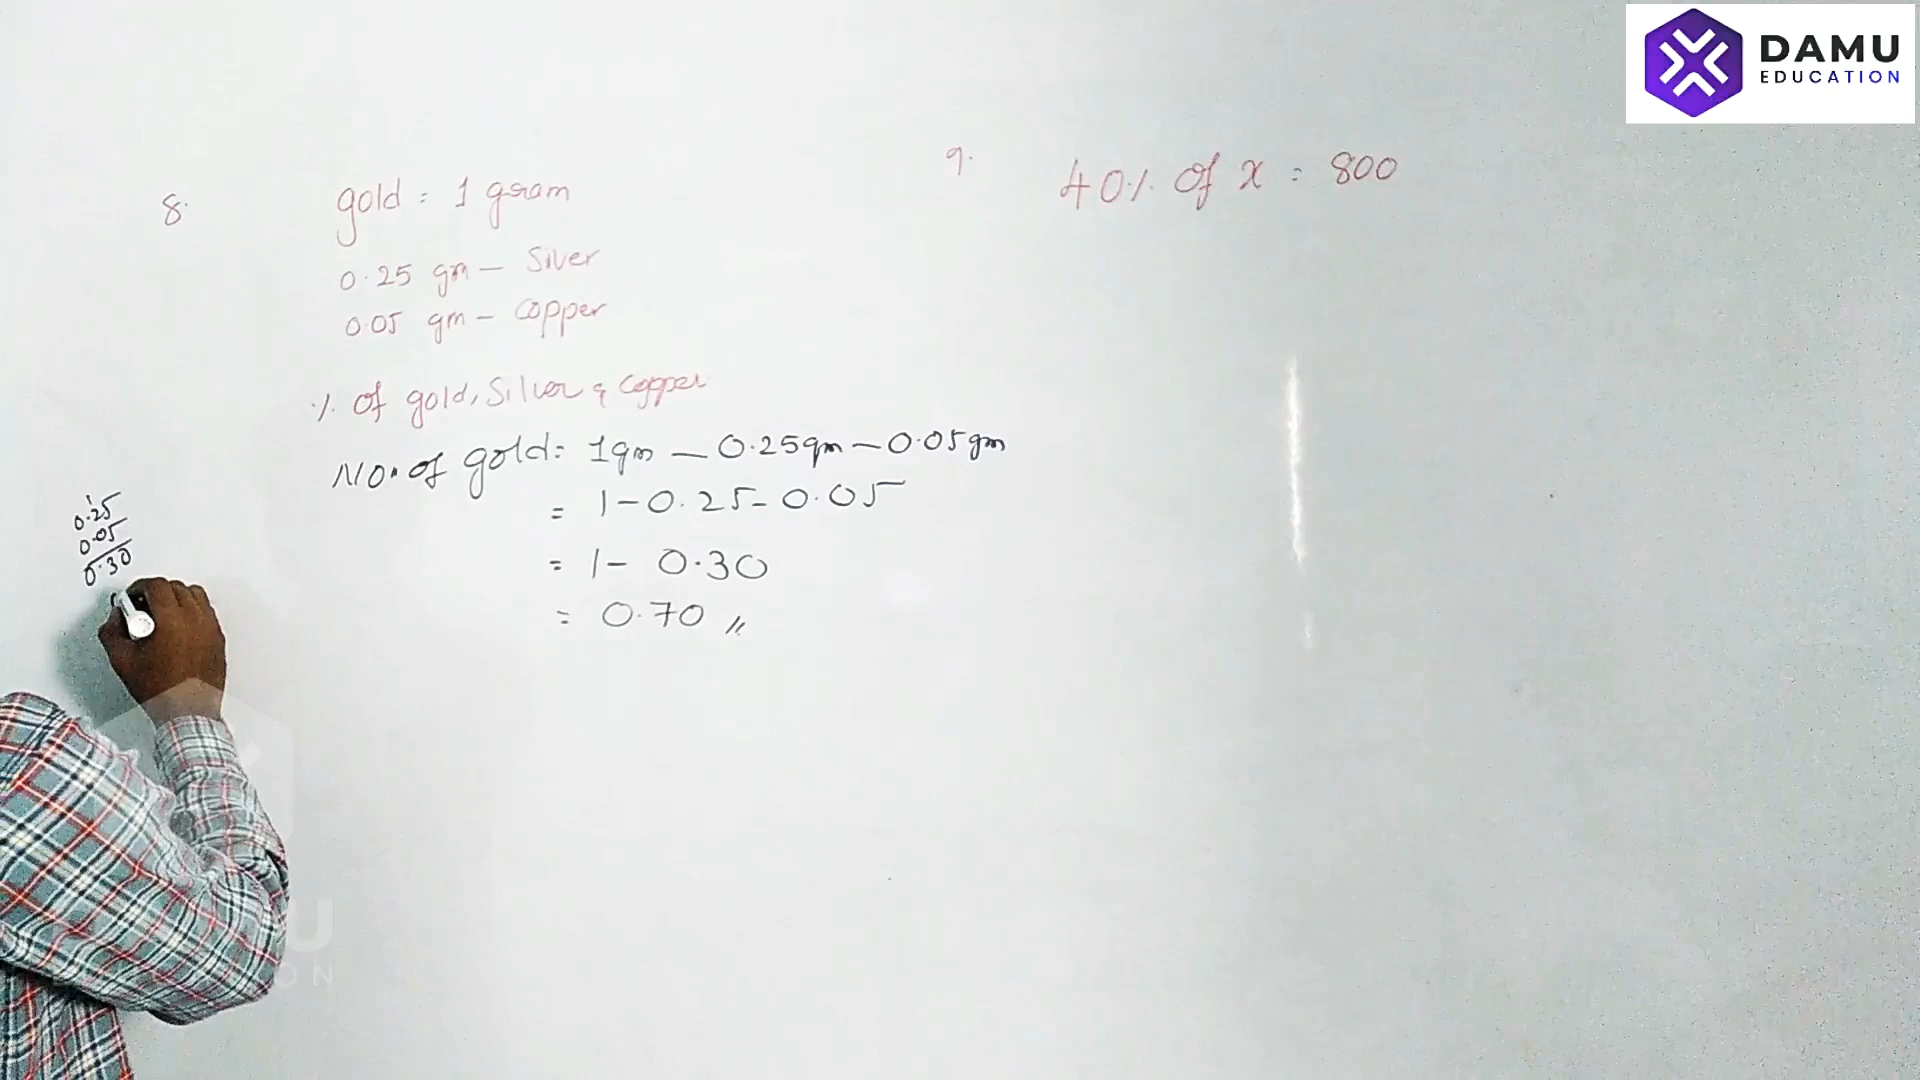 DAMU
EDUCATION
8.
gold = 1 gram
0.25 gm — Silver
0.05 gm — Copper
% of gold, Silver & Copper
No. of gold = 1gm — 0.25gm — 0.05gm
= 1 - 0.25 - 0.05
= 1 - 0.30
= 0.70 "
0.25
0.05
0.30
9.
40% of x = 800